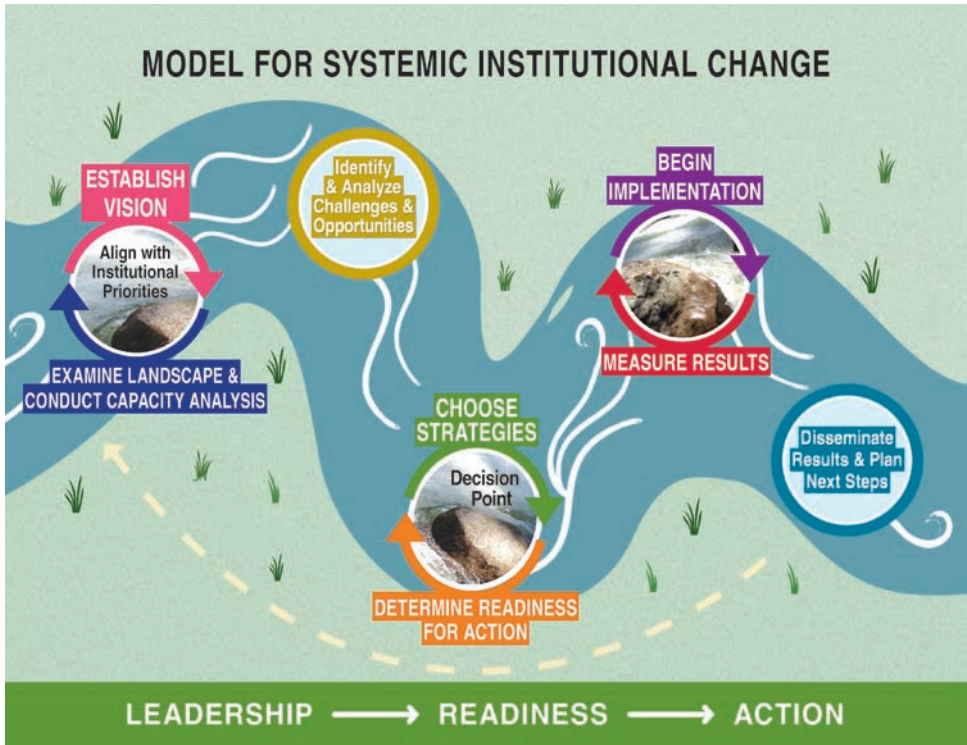 MODEL FOR SYSTEMIC INSTITUTIONAL CHANGE
ESTABLISH
VISION
Align with
Institutional
Priorities
EXAMINE LANDSCAPE &
CONDUCT CAPACITY ANALYSIS
Identify
& Analyze
Challenges &
Opportunities
CHOOSE
STRATEGIES
Decision
Point
DETERMINE READINESS
FOR ACTION
BEGIN
IMPLEMENTATION
MEASURE RESULTS
Disseminate
Results & Plan
Next Steps
LEADERSHIP → READINESS → ACTION